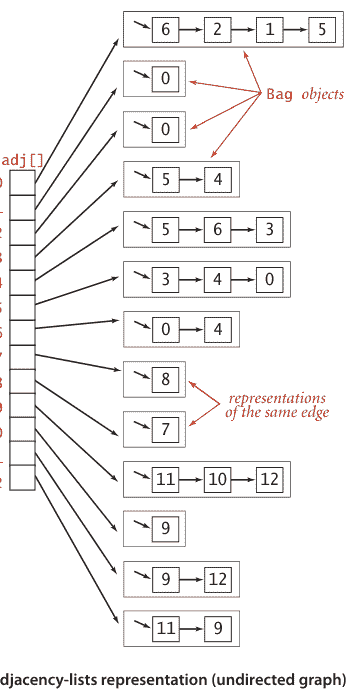 6 2 1 5
0
Bag objects
0
adj[]
5 4
5 6 3
3 4 0
0 4
8
representations
of the same edge
7
11 10 12
9
9 12
11 9
djacency-lists representation (undirected graph)